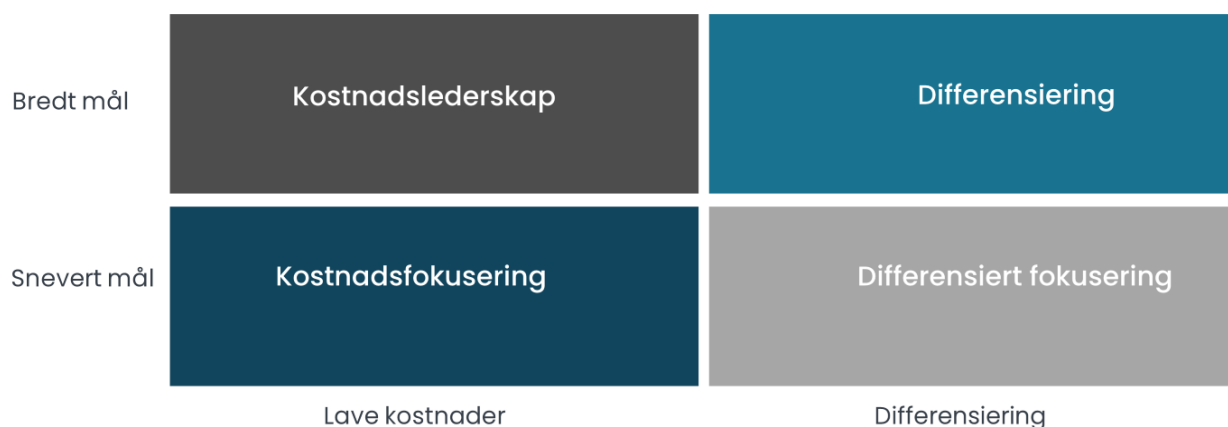 Bredt mål
Kostnadslederskap
Differensiering
Snevert mål
Kostnadsfokusering
Differensiert fokusering
Lave kostnader
Differensiering